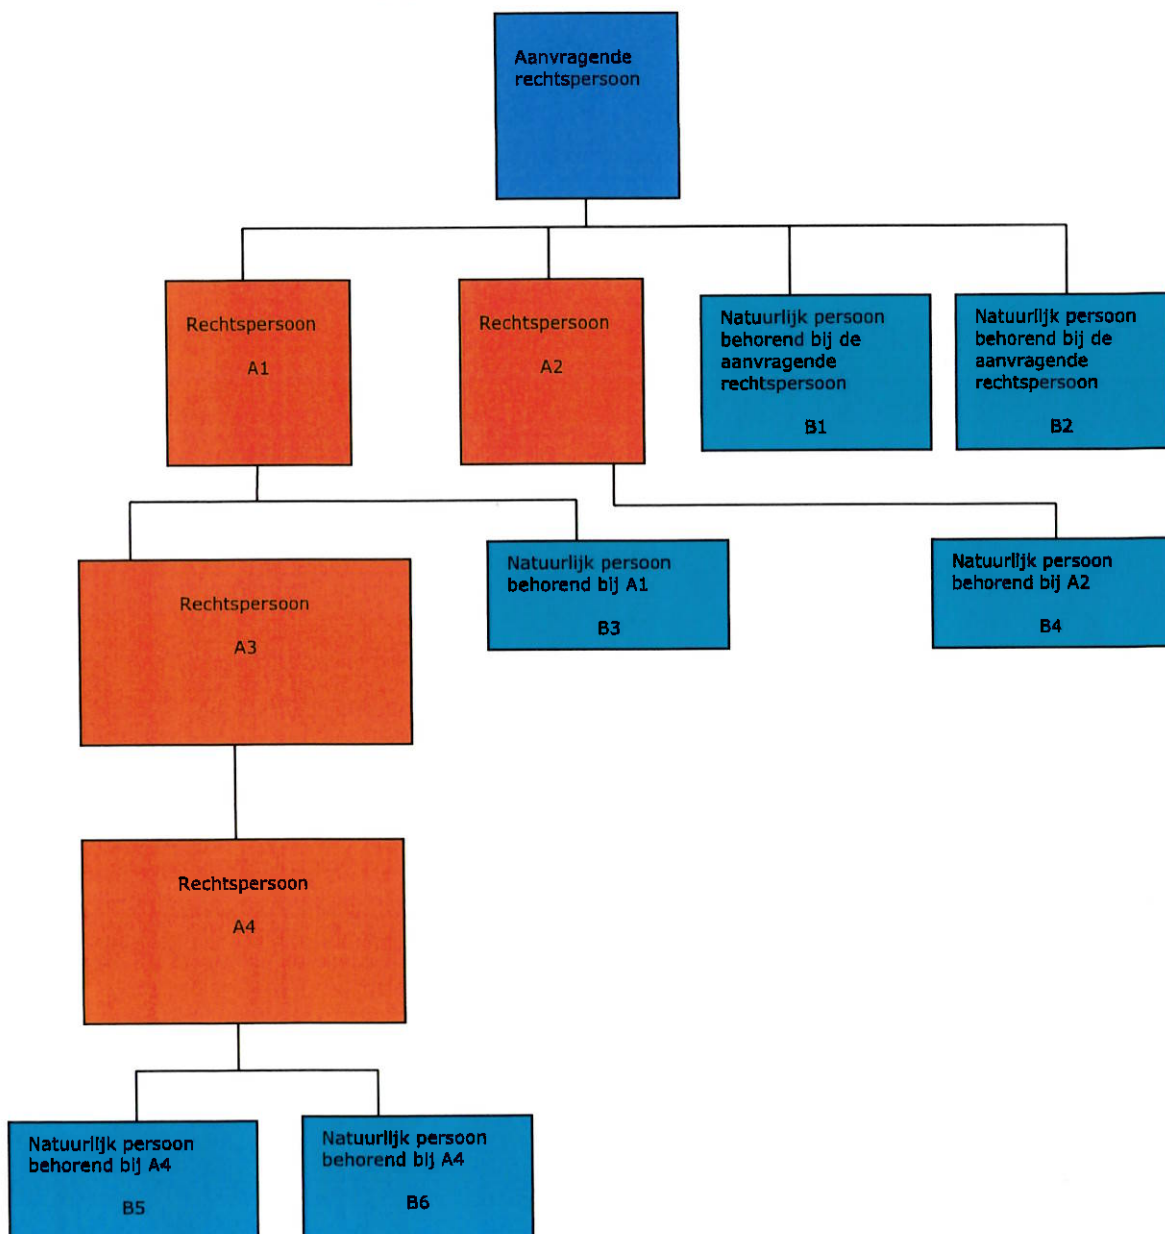 Aanvragende
rechtspersoon
Rechtspersoon
A1
Rechtspersoon
A2
Natuurlijk persoon
behorend bij de
aanvragende
rechtspersoon
B1
Natuurlijk persoon
behorend bij de
aanvragende
rechtspersoon
B2
Rechtspersoon
A3
Natuurlijk persoon
behorend bij A1
B3
Natuurlijk persoon
behorend bij A2
B4
Rechtspersoon
A4
Natuurlijk persoon
behorend bij A4
B5
Natuurlijk persoon
behorend bij A4
B6